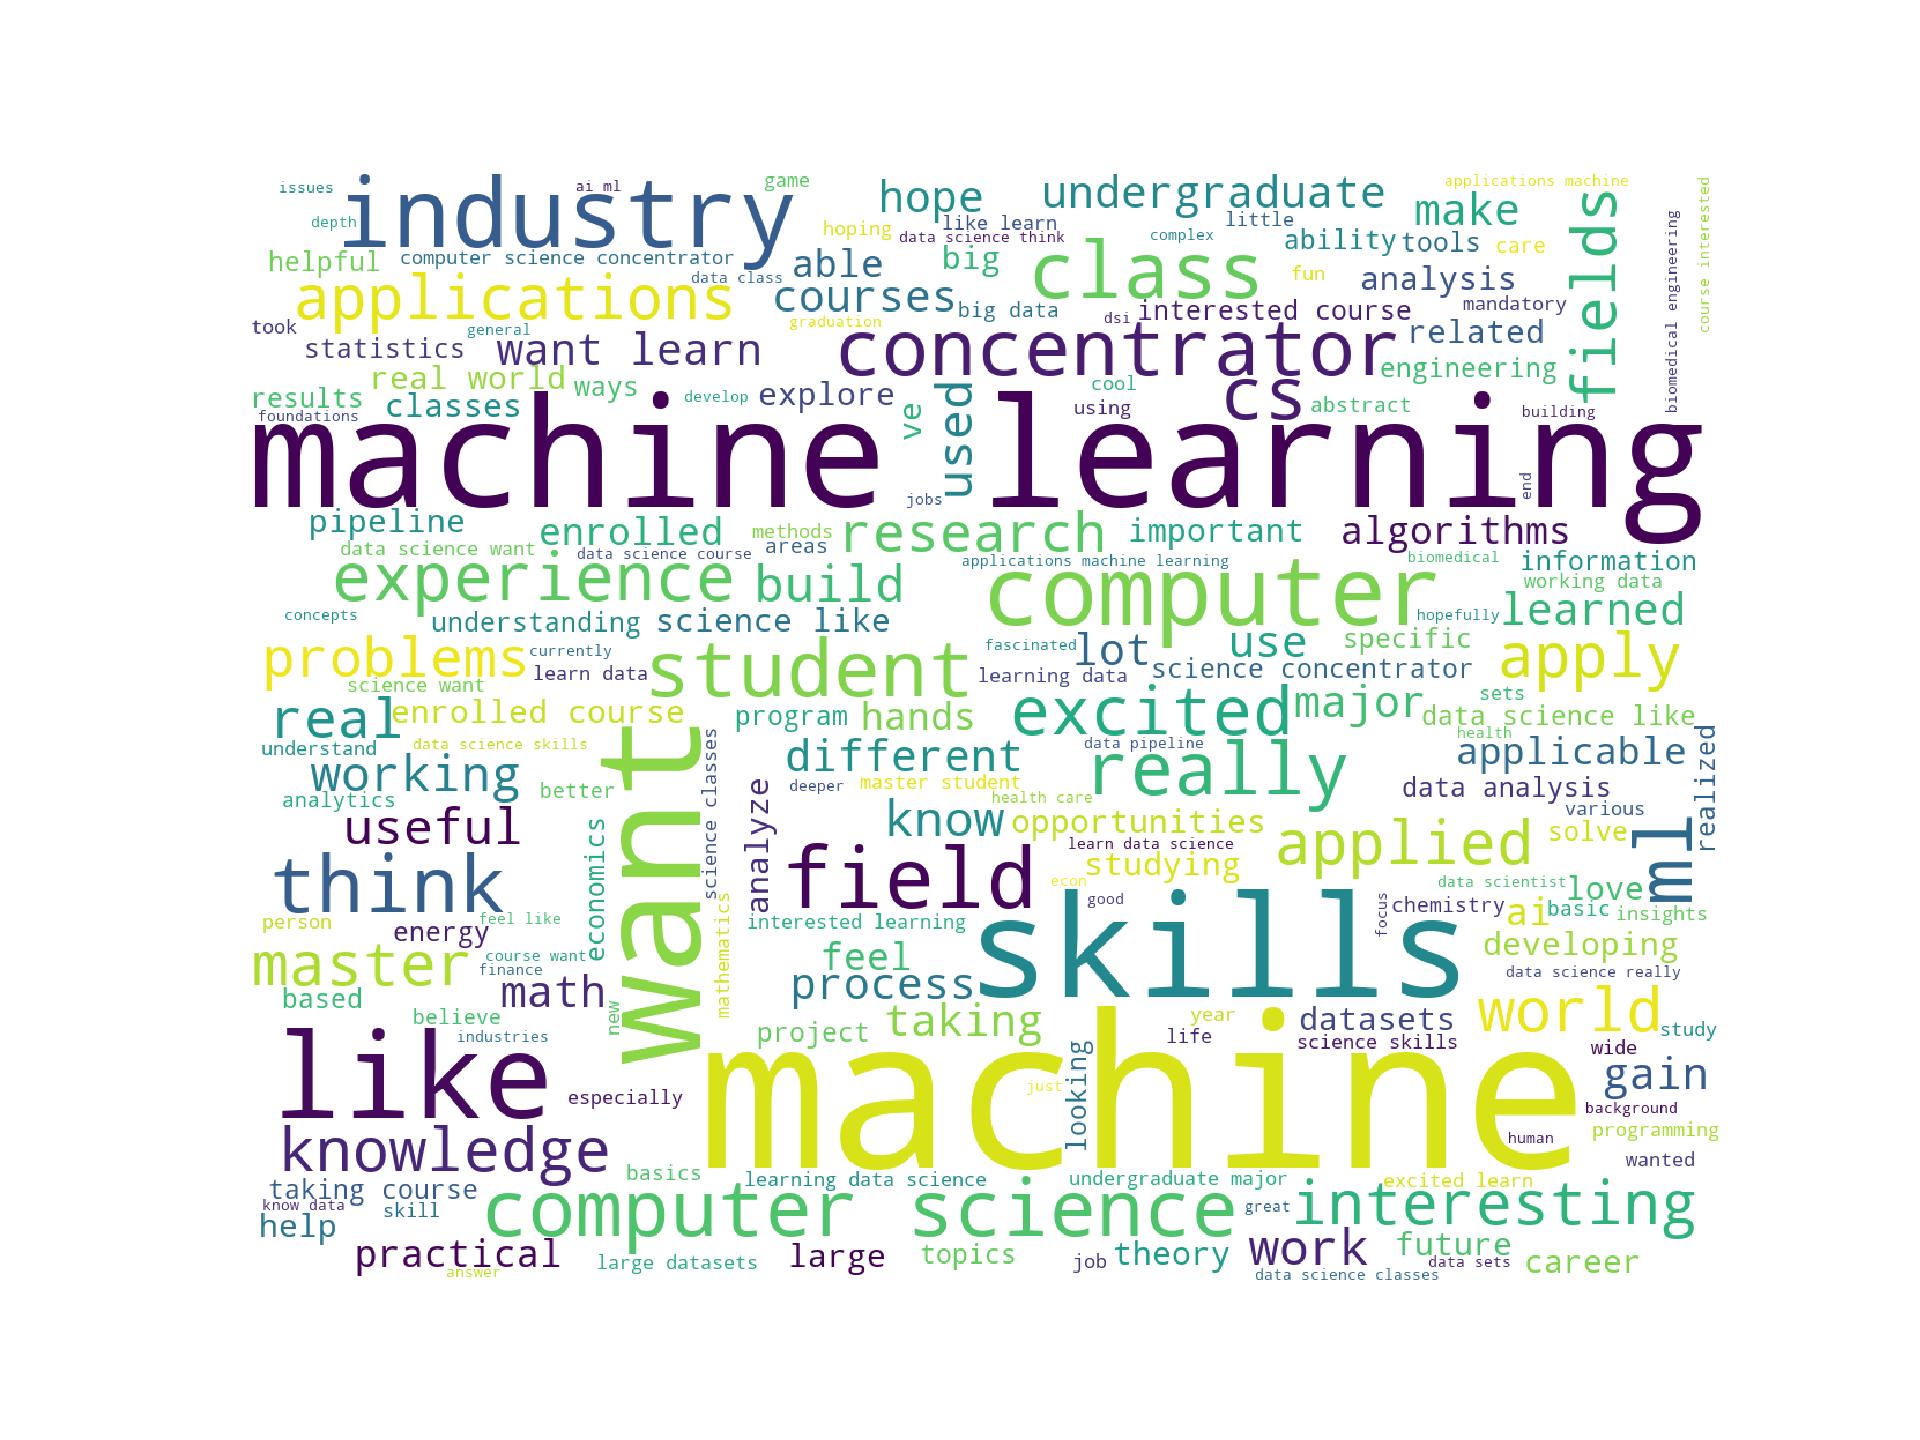 issues
industry
ai ml
game
hope
undergraduate
applications machine
make
fields
course interested
biomedical engineering
depth
hoping
like learn
data science think
complex
little
ability
tools
care
helpful
computer science concentrator
data class
able
big
class
fun
analysis
applications
courses
big data
graduation
dsi
interested course
mandatory
related
took
general
statistics
want learn
concentrator
engineering
real world
ways
develop
explore
cool
cs
results
classes
ve
used
using
abstract
building
foundations
machine learning
jobs
end
pipeline
enrolled
methods
research
important
algorithms
data science want
data science course
areas
applications machine learning
biomedical
information
experience
build
computer
working data
concepts
understanding
science like
hopefully
learned
problems
currently
student
fascinated
lot
use
specific
apply
learn data
learning data
science concentrator
science want
real
enrolled course
program
hands
excited
major
sets
data science like
understand
data science skills
want
science classes
different
data pipeline
really
health
applicable
realized
working
analytics
better
deeper
master student
health care
data analysis
various
useful
economics
analyze
know
opportunities
applied
solve
ml
think
field
learn data science
studying
econ
data scientist
love
person
energy
feel like
mathematics
interested learning
skills
good
focus
chemistry
ai
basic
insights
master
course want
finance
feel
developing
data science really
based
math
new
process
world
believe
industries
project
taking
year
life
datasets
science skills
study
wide
like
especially
machine
just
looking
gain
background
human
programming
knowledge
basics
wanted
taking course
learning data science
undergraduate major
excited learn
know data
skill
help
computer science
great
interesting
practical
answer
large datasets
large
topics
job
theory
work
future
data sets
career
data science classes